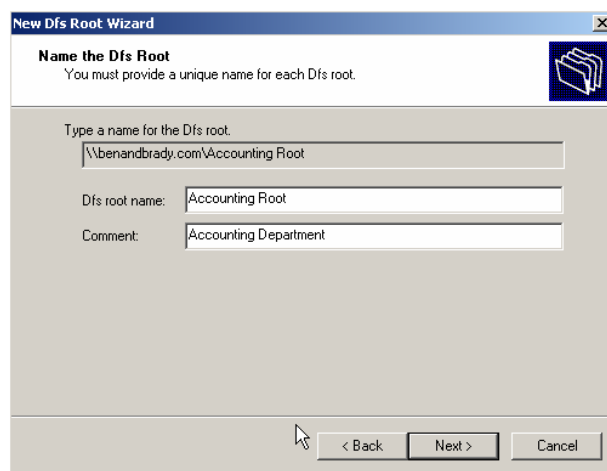 New Dfs Root Wizard
Name the Dfs Root
You must provide a unique name for each Dfs root.
Type a name for the Dfs root.
\\benandbrady.com\Accounting Root
Dfs root name: Accounting Root
Comment: Accounting Department
< Back Next > Cancel